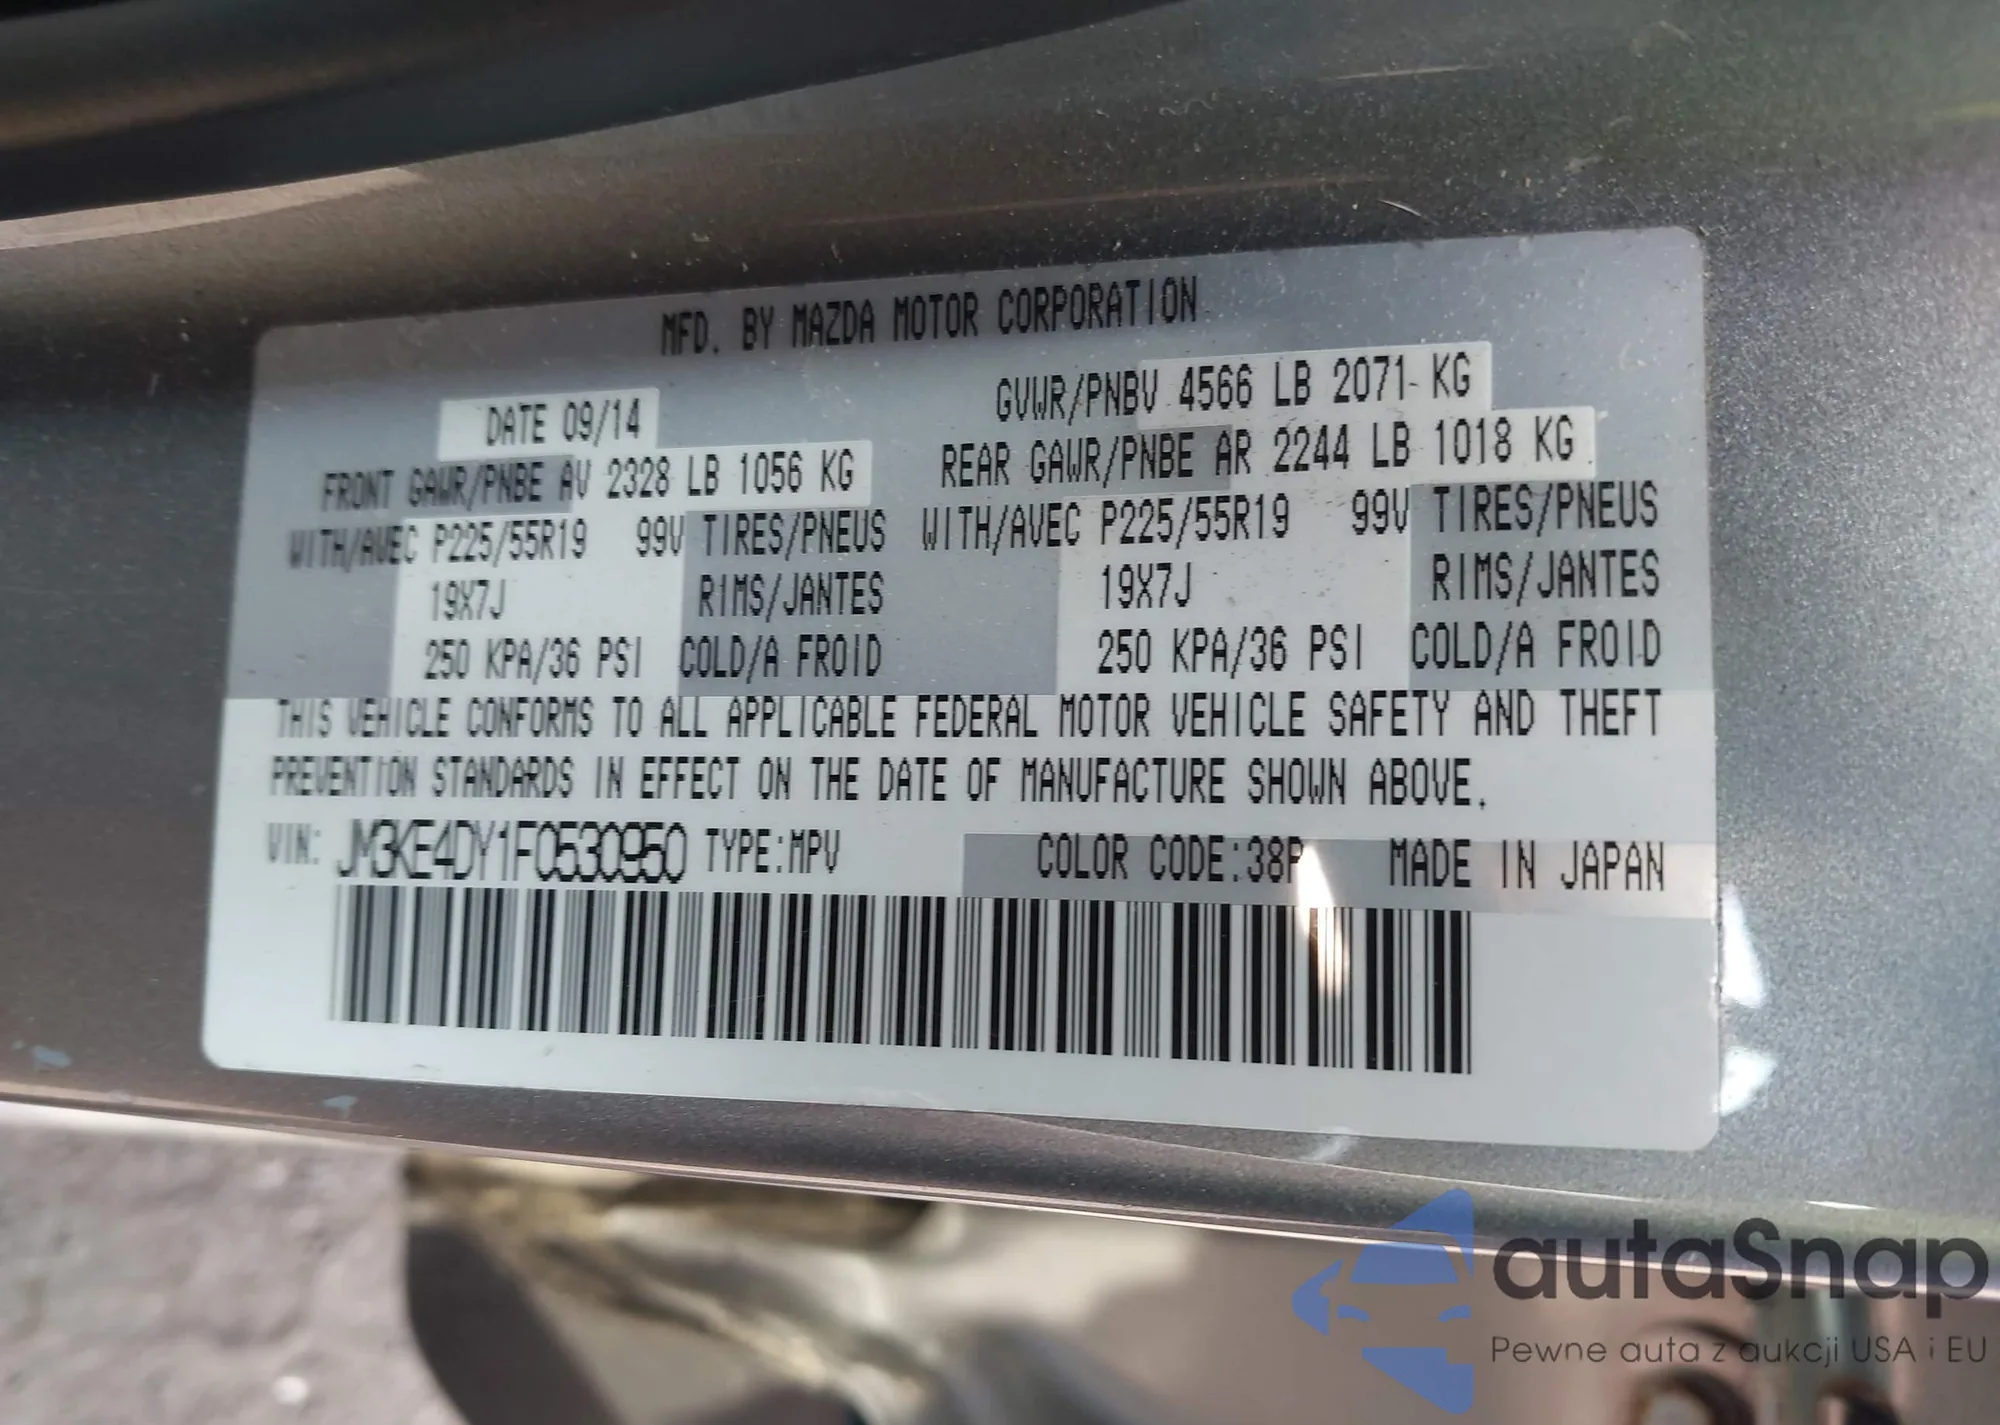 MFD. BY MAZDA MOTOR CORPORATION
DATE 09/14
GVWR/PNBV 4566 LB 2071 KG
FRONT GAWR/PNBE AV 2328 LB 1056 KG
REAR GAWR/PNBE AR 2244 LB 1018 KG
WITH/AVEC P225/55R19 99V TIRES/PNEUS
WITH/AVEC P225/55R19 99V TIRES/PNEUS
19X7J RIMS/JANTES
19X7J RIMS/JANTES
250 KPA/36 PSI COLD/A FROID
250 KPA/36 PSI COLD/A FROID
THIS VEHICLE CONFORMS TO ALL APPLICABLE FEDERAL MOTOR VEHICLE SAFETY AND THEFT
PREVENTION STANDARDS IN EFFECT ON THE DATE OF MANUFACTURE SHOWN ABOVE.
VIN: JM3KE4DY1F0530950 TYPE:MPV COLOR CODE:38P MADE IN JAPAN
autaSnap
Pewne auta z aukcji USA i EU